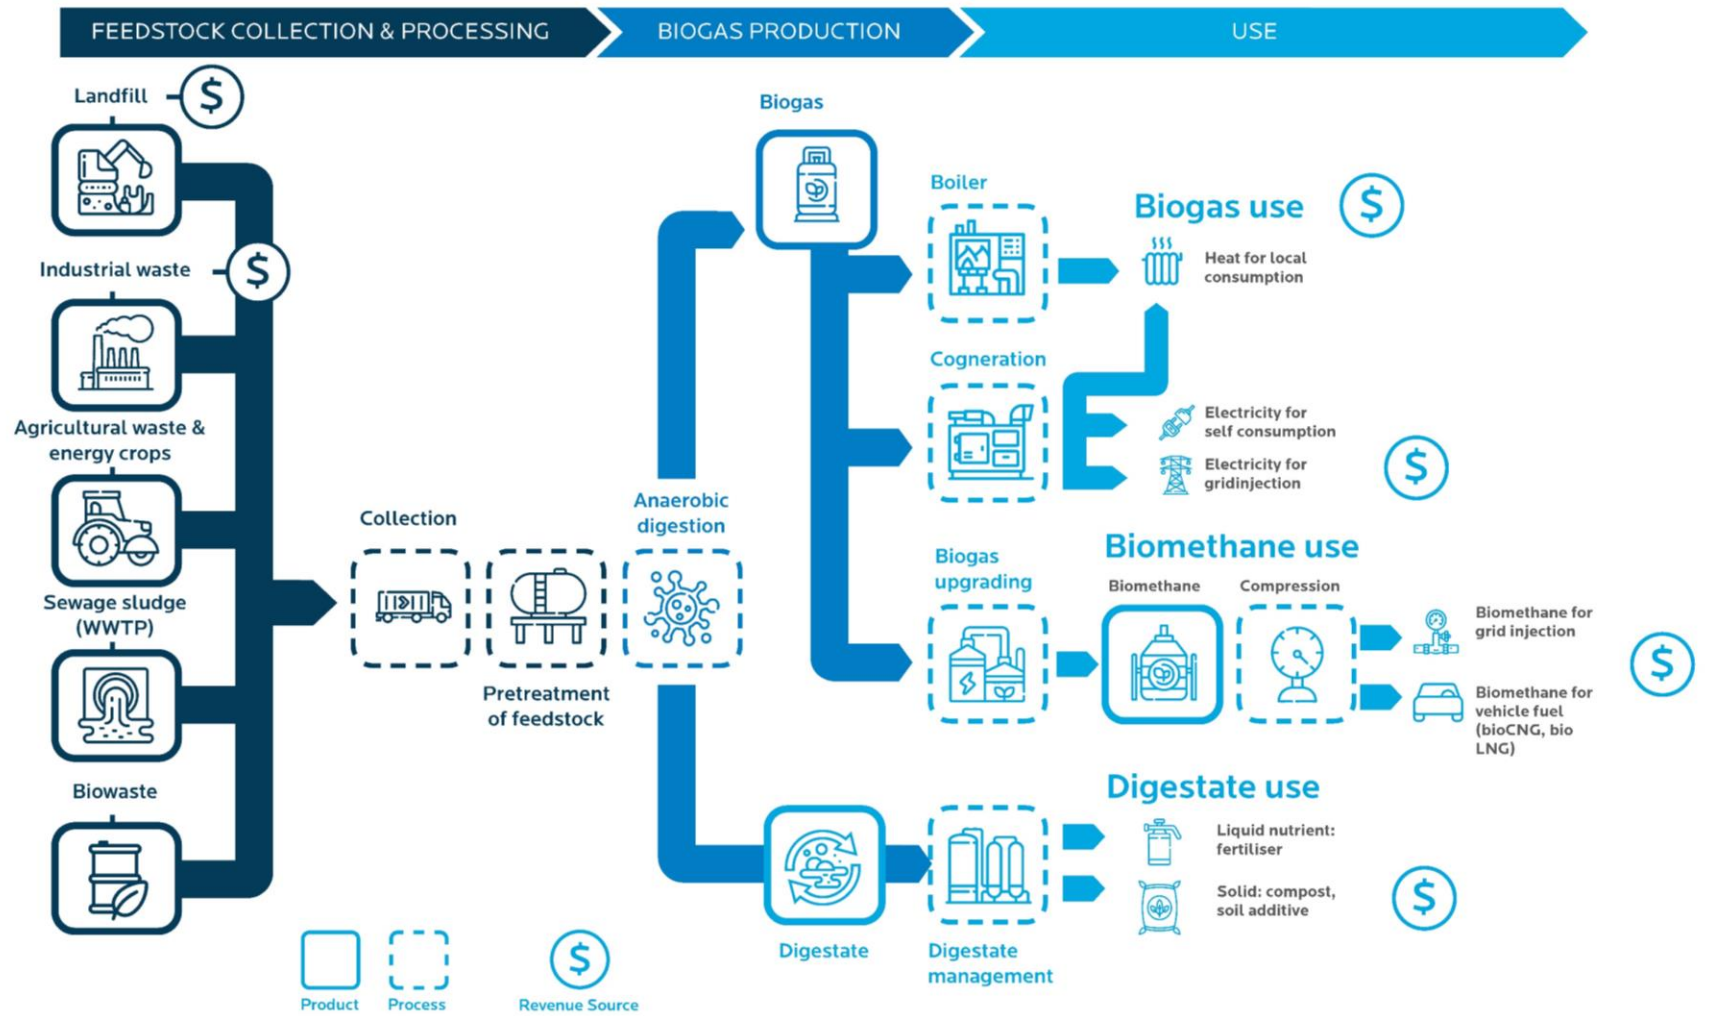 FEEDSTOCK COLLECTION & PROCESSING
BIOGAS PRODUCTION
USE
Landfill
$
Industrial waste
$
Agricultural waste &
energy crops
Sewage sludge
(WWTP)
Biowaste
Collection
Pretreatment
of feedstock
Anaerobic
digestion
Biogas
Boiler
Biogas use
$
Heat for local
consumption
Cogneration
Electricity for
self consumption
Electricity for
gridinjection
$
Biogas
upgrading
Biomethane use
Biomethane
Compression
Biomethane for
grid injection
Biomethane for
vehicle fuel
(bioCNG, bio
LNG)
$
Digestate use
Liquid nutrient:
fertiliser
Solid: compost,
soil additive
$
Digestate
Digestate
management
Product
Process
$
Revenue Source